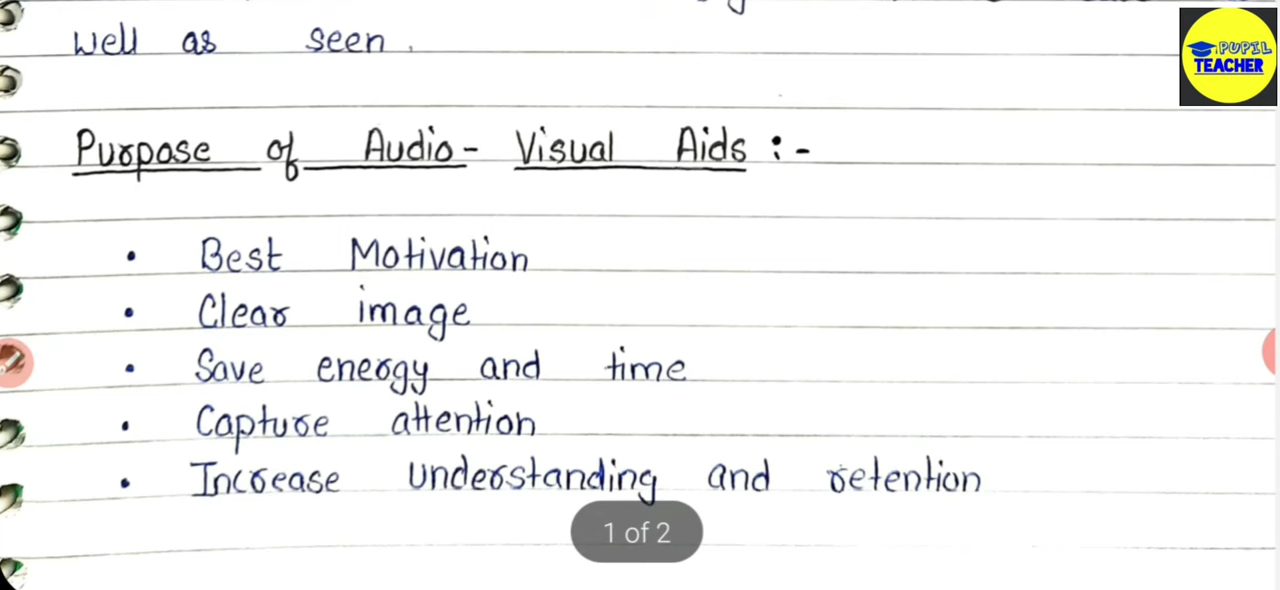 well as seen.
PUPIL
TEACHER
Purpose of Audio- Visual Aids :-
• Best Motivation
• Clear image
• Save energy and time
• Capture attention
• Increase understanding and retention
1 of 2